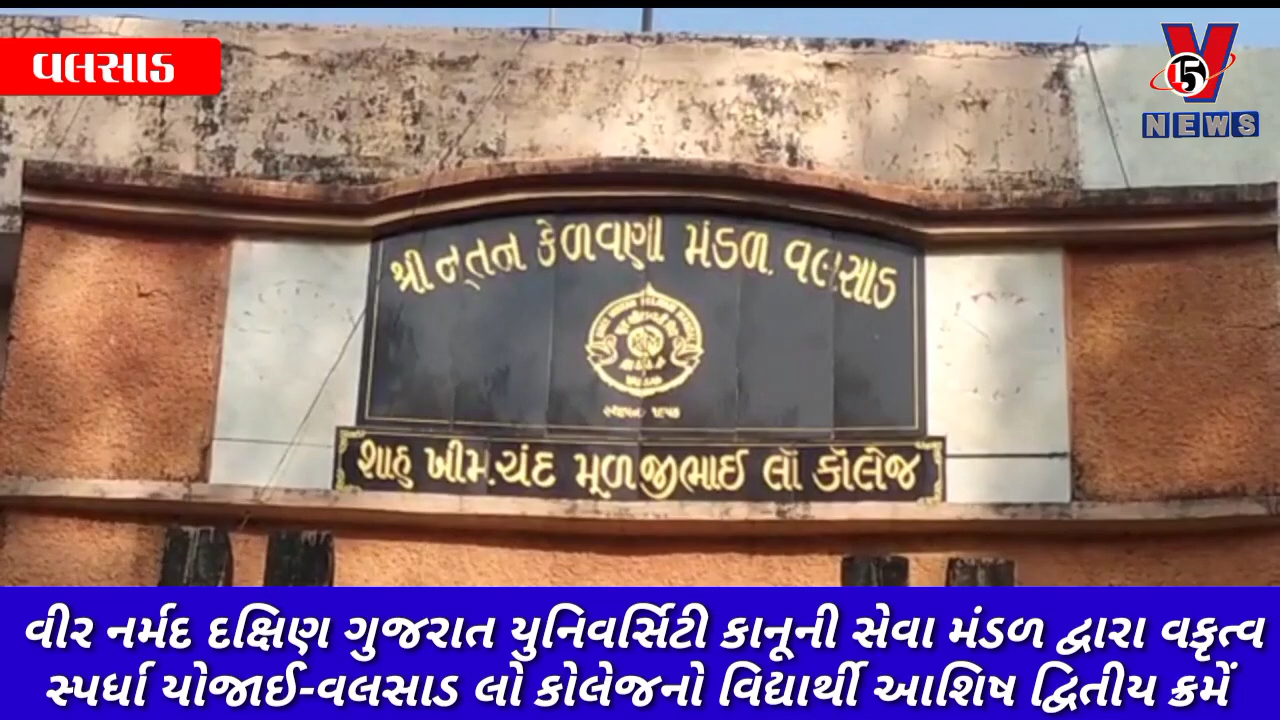 વલસાડ
V
15
NEWS
શ્રી નૂતન કેળવણી મંડળ. વલસાડ
શાહ ખીમચંદ મૂળજીભાઈ લૉ કૉલેજ
વીર નર્મદ દક્ષિણ ગુજરાત યુનિવર્સિટી કાનૂની સેવા મંડળ દ્વારા વકૃત્વ
સ્પર્ધા યોજાઈ-વલસાડ લો કોલેજનો વિદ્યાર્થી આશિષ દ્વિતીય ક્રમેં